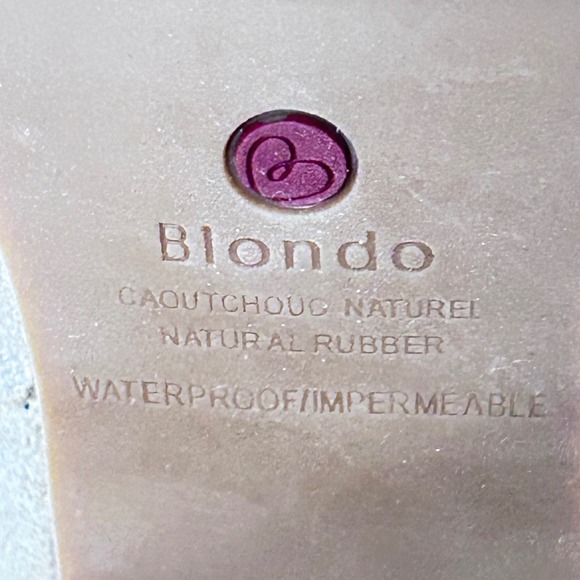 Blondo
CAOUTCHOUC NATUREL
NATURAL RUBBER
WATERPROOF/IMPERMEABLE